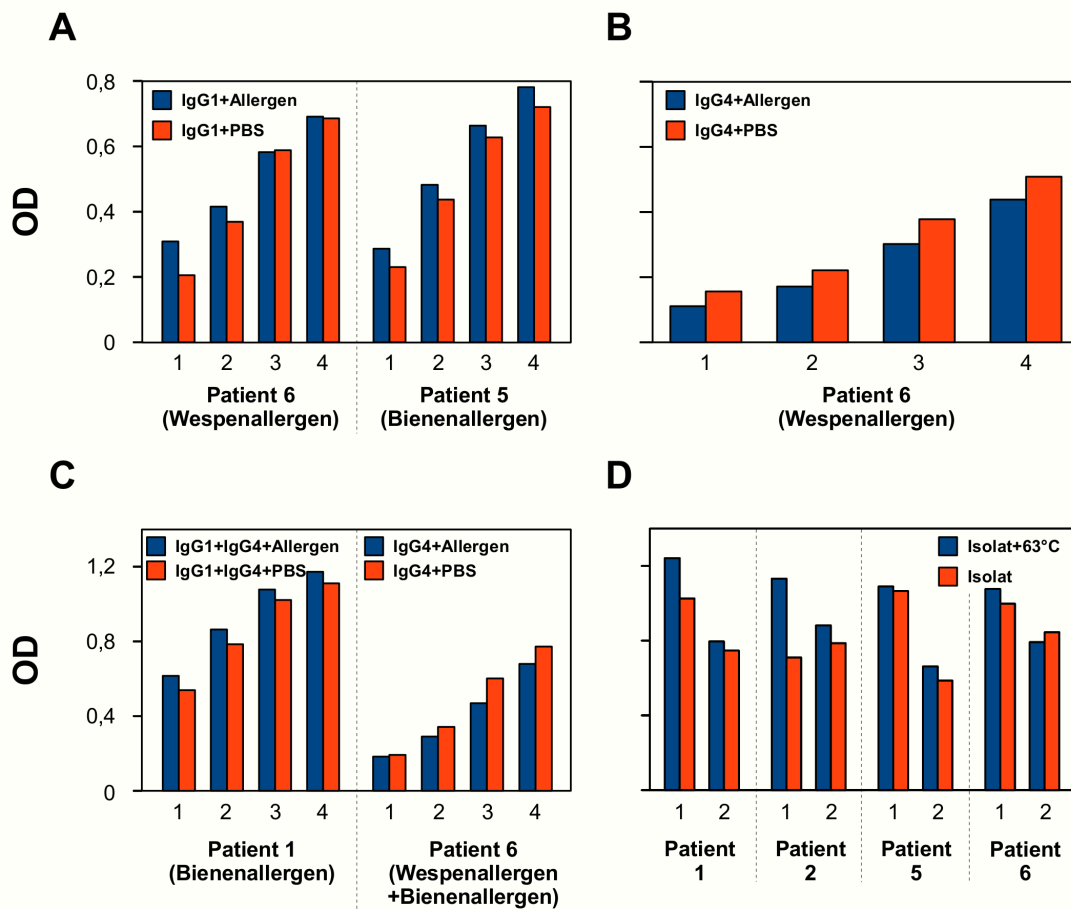 A
B
OD
0,8
0,6
0,4
0,2
0
IgG1+Allergen
IgG1+PBS
1 2 3 4 1 2 3 4
Patient 6
(Wespenallergen)
Patient 5
(Bienenallergen)
IgG4+Allergen
IgG4+PBS
1 2 3 4
Patient 6
(Wespenallergen)
C
D
OD
1,2
0,8
0,4
0
IgG1+IgG4+Allergen
IgG1+IgG4+PBS
IgG4+Allergen
IgG4+PBS
1 2 3 4 1 2 3 4
Patient 1
(Bienenallergen)
Patient 6
(Wespenallergen
+Bienenallergen)
Isolat+63°C
Isolat
1 2 1 2 1 2 1 2
Patient
1
Patient
2
Patient
5
Patient
6